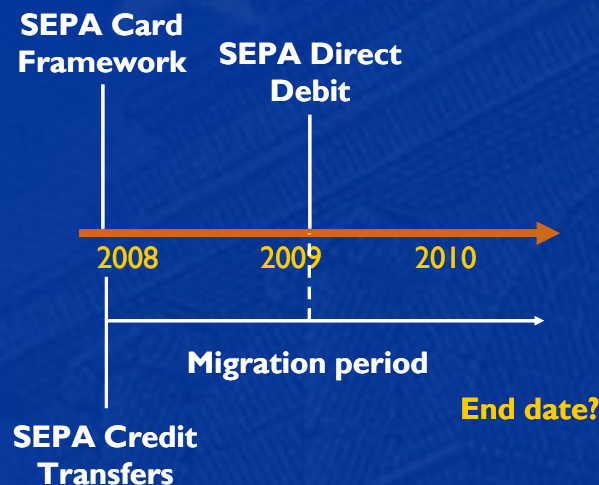 SEPA Card
Framework
SEPA Direct
Debit
2008
2009
2010
Migration period
End date?
SEPA Credit
Transfers